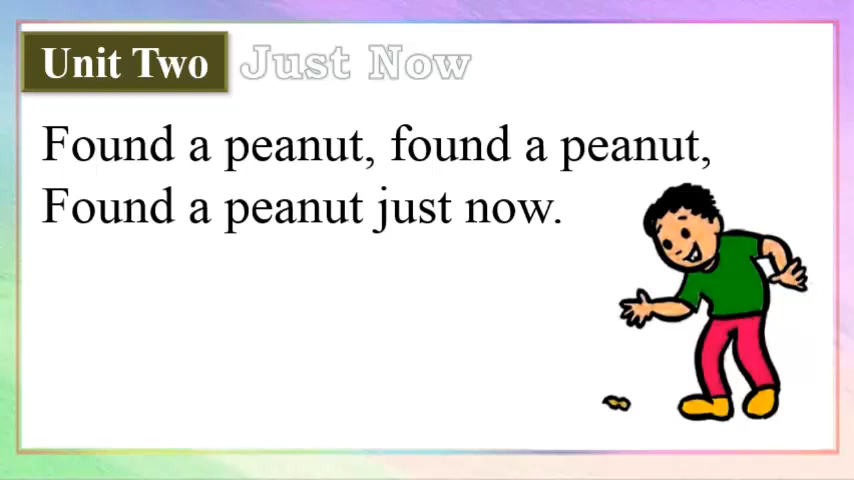 Unit Two Just Now
Found a peanut, found a peanut,
Found a peanut just now.